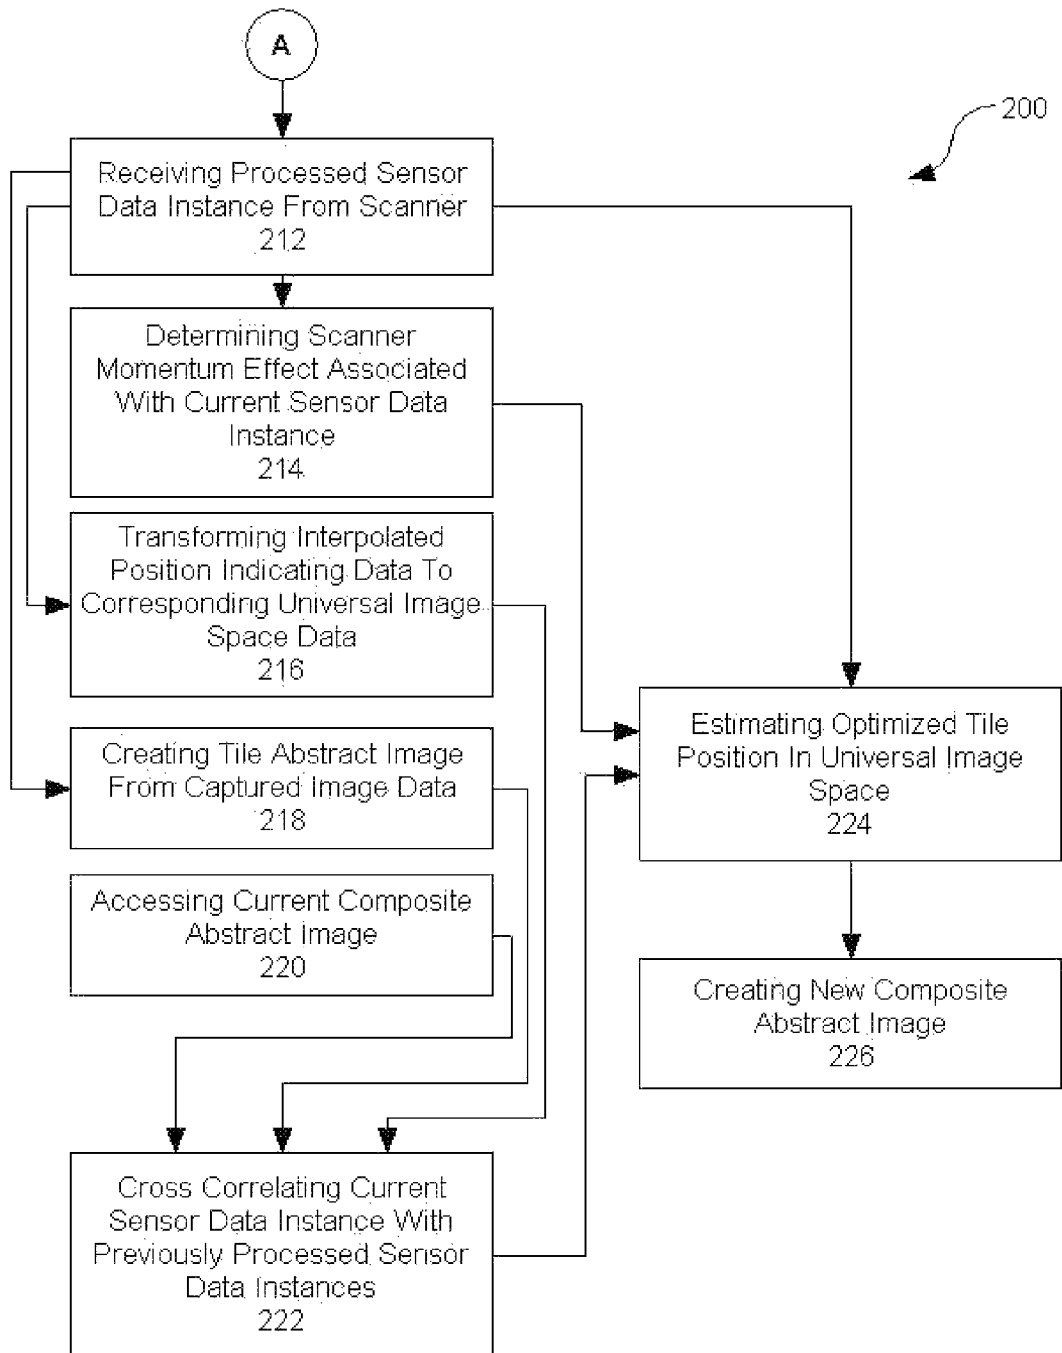 A
200
Receiving Processed Sensor
Data Instance From Scanner
212
Determining Scanner
Momentum Effect Associated
With Current Sensor Data
Instance
214
Transforming Interpolated
Position Indicating Data To
Corresponding Universal Image
Space Data
216
Creating Tile Abstract Image
From Captured Image Data
218
Accessing Current Composite
Abstract Image
220
Cross Correlating Current
Sensor Data Instance With
Previously Processed Sensor
Data Instances
222
Estimating Optimized Tile
Position In Universal Image
Space
224
Creating New Composite
Abstract Image
226